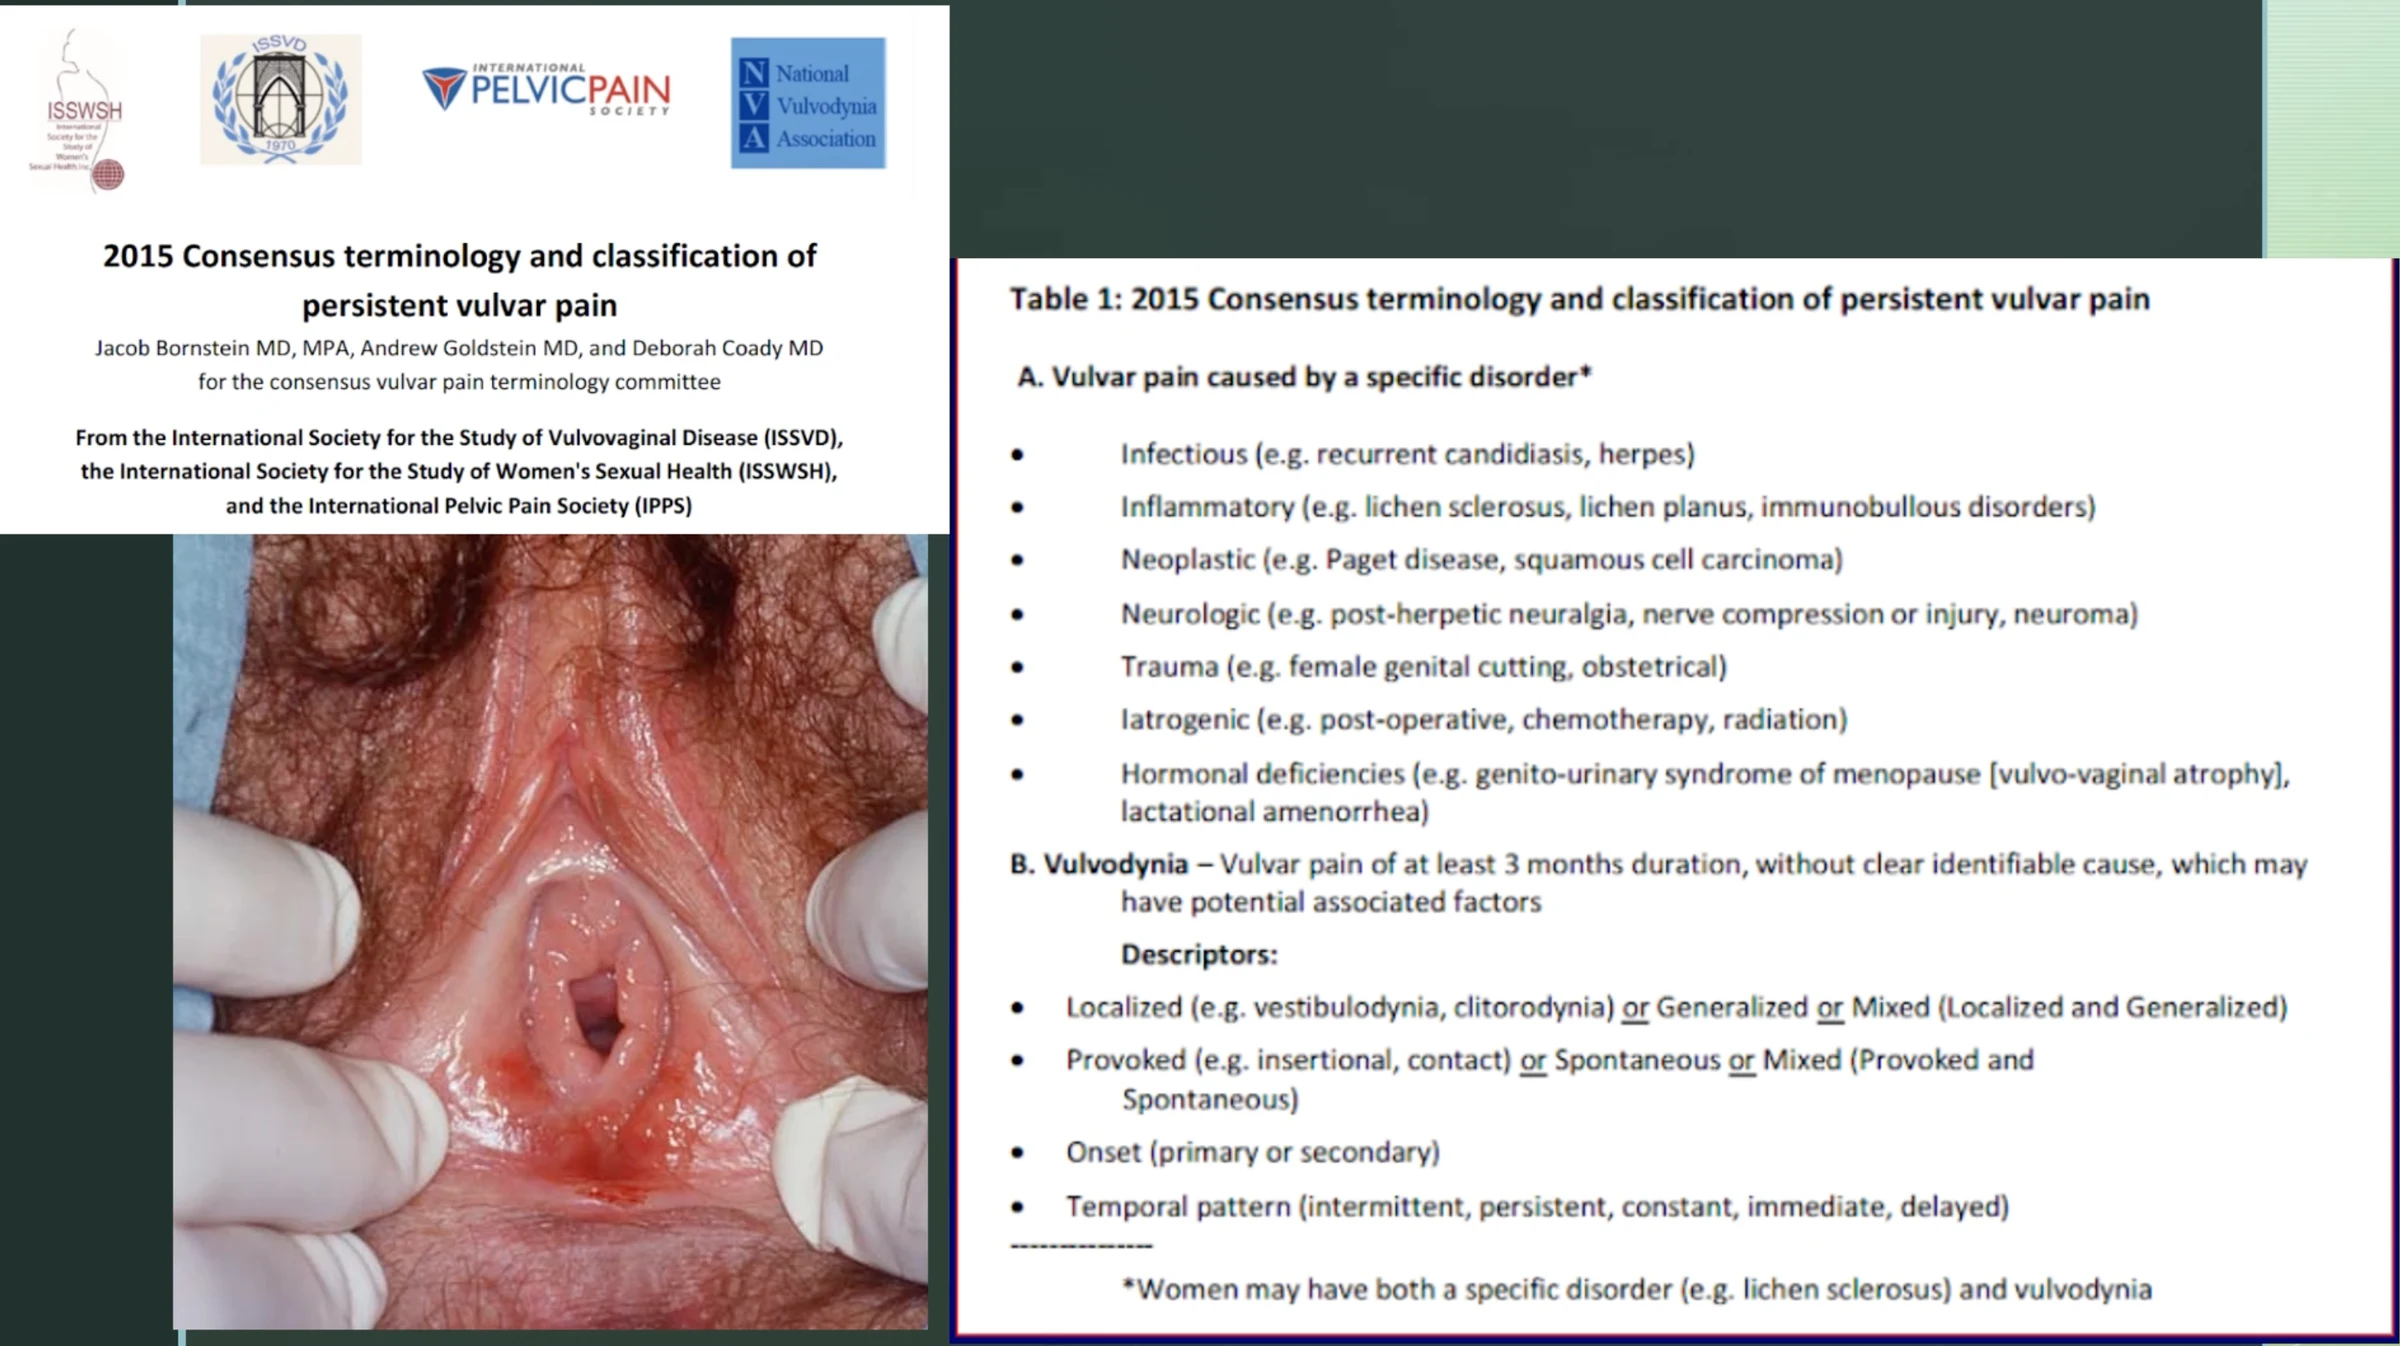 ISSWSH
International
Society for the
Study of
Women's
Sexual Health Inc.
ISSVD
1970
INTERNATIONAL
PELVICPAIN
SOCIETY
N National
V Vulvodynia
A Association
2015 Consensus terminology and classification of
persistent vulvar pain
Jacob Bornstein MD, MPA, Andrew Goldstein MD, and Deborah Coady MD
for the consensus vulvar pain terminology committee
From the International Society for the Study of Vulvovaginal Disease (ISSVD),
the International Society for the Study of Women's Sexual Health (ISSWSH),
and the International Pelvic Pain Society (IPPS)
Table 1: 2015 Consensus terminology and classification of persistent vulvar pain
A. Vulvar pain caused by a specific disorder*
• Infectious (e.g. recurrent candidiasis, herpes)
• Inflammatory (e.g. lichen sclerosus, lichen planus, immunobullous disorders)
• Neoplastic (e.g. Paget disease, squamous cell carcinoma)
• Neurologic (e.g. post-herpetic neuralgia, nerve compression or injury, neuroma)
• Trauma (e.g. female genital cutting, obstetrical)
• Iatrogenic (e.g. post-operative, chemotherapy, radiation)
• Hormonal deficiencies (e.g. genito-urinary syndrome of menopause [vulvo-vaginal atrophy],
lactational amenorrhea)
B. Vulvodynia – Vulvar pain of at least 3 months duration, without clear identifiable cause, which may
have potential associated factors
Descriptors:
• Localized (e.g. vestibulodynia, clitorodynia) or Generalized or Mixed (Localized and Generalized)
• Provoked (e.g. insertional, contact) or Spontaneous or Mixed (Provoked and
Spontaneous)
• Onset (primary or secondary)
• Temporal pattern (intermittent, persistent, constant, immediate, delayed)
---------------
*Women may have both a specific disorder (e.g. lichen sclerosus) and vulvodynia